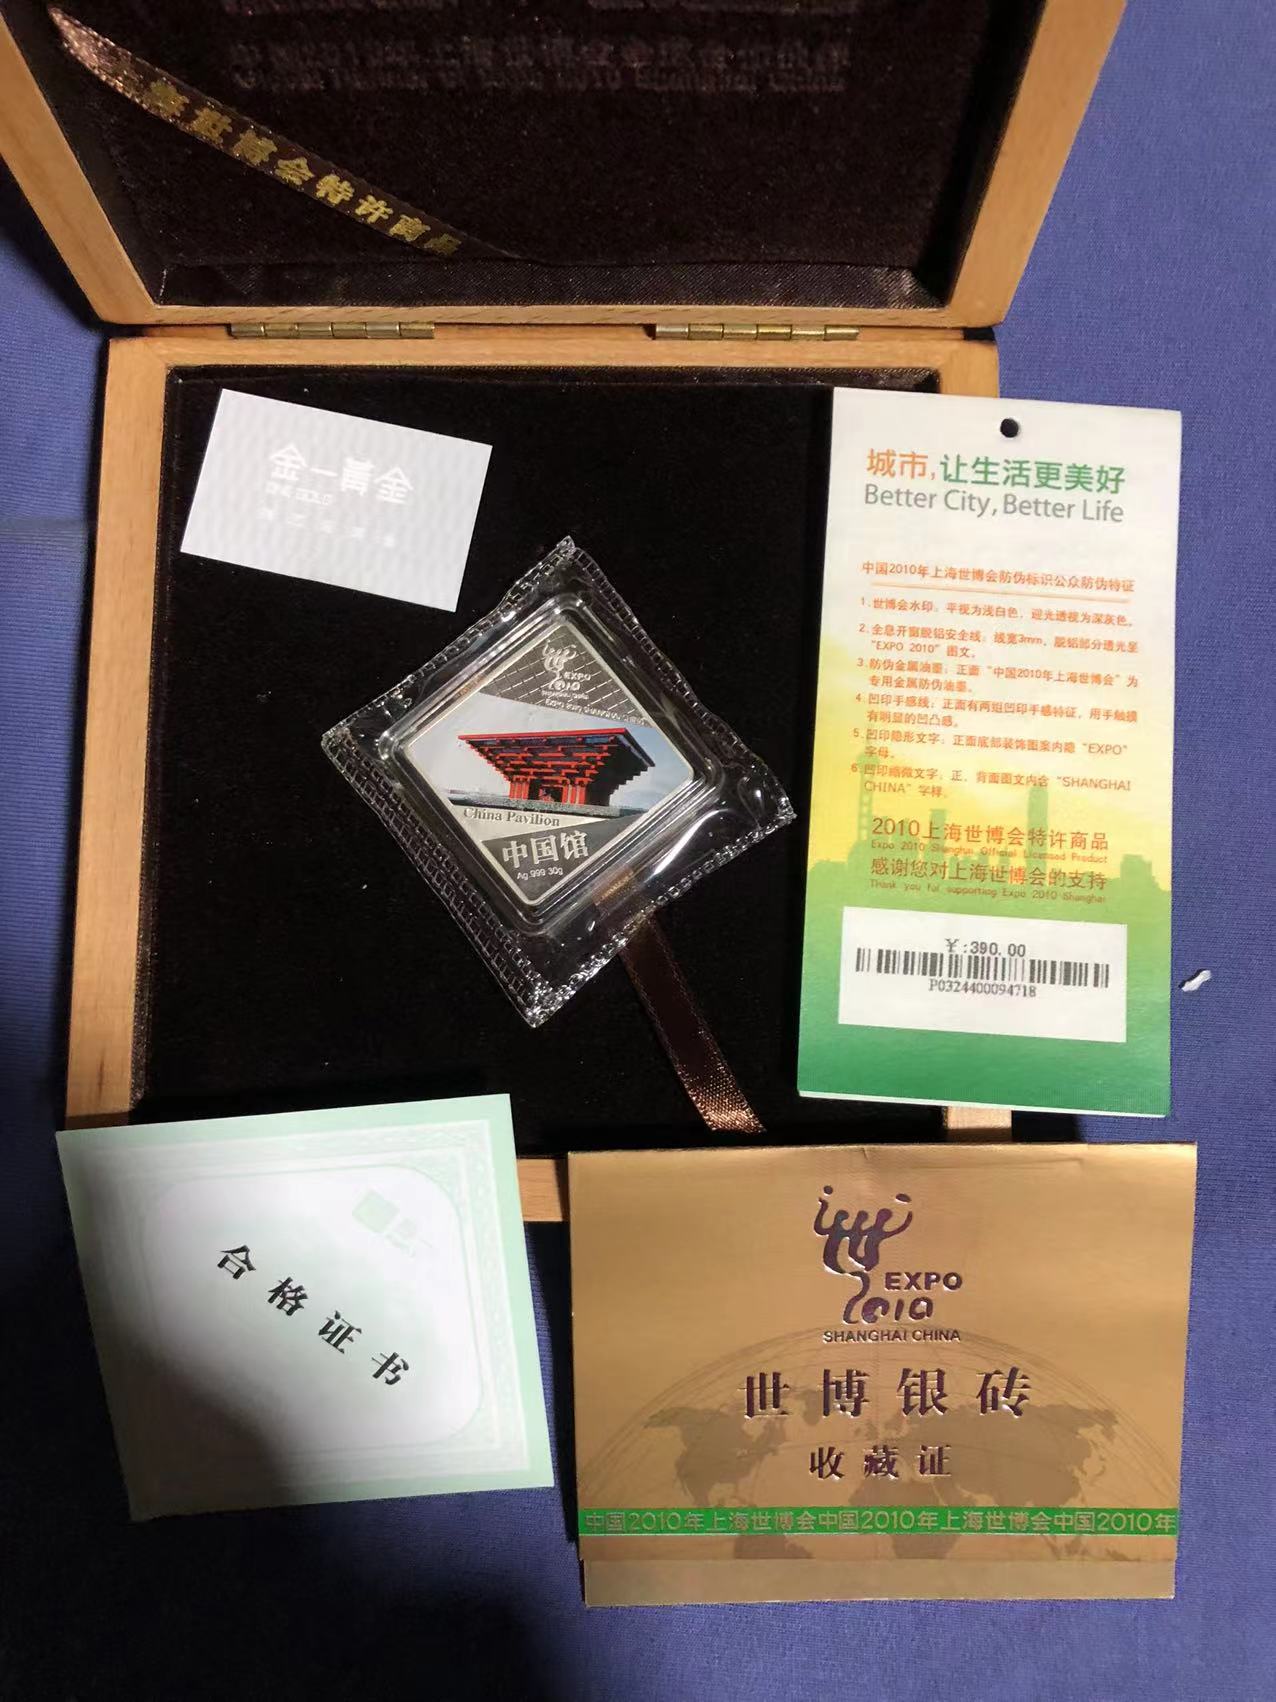 世博会特许商品
金一黄金
城市,让生活更美好
Better City, Better Life
中国2010年上海世博会防伪标识公众防伪特征
1.世博会水印:平视为浅白色,迎光透视为深灰色。
2.全息开窗脱铝安全线:线宽3mm,脱铝部分透光呈
"EXPO 2010"图文。
3.防伪金属油墨:正面"中国2010年上海世博会"为
专用金属防伪油墨。
4.凹印手感线:正面有两组凹印手感特征,用手触摸
有明显的凹凸感。
5.凹印隐形文字:正面底部装饰图案内隐"EXPO"
字母。
6.凹印缩微文字:正、背面图文内含"SHANGHAI
CHINA"字样。
2010上海世博会特许商品
Expo 2010 Shanghai Official Licensed Product
感谢您对上海世博会的支持
Thank you for supporting Expo 2010 Shanghai
¥:390.00
P0324400094718
EXPO
2010
SHANGHAI CHINA
EXPO 2010 SHANGHAI CHINA
China Pavilion
中国馆
Ag 999 30g
合格证书
EXPO
2010
SHANGHAI CHINA
世博银砖
收藏证
中国2010年上海世博会中国2010年上海世博会中国2010年